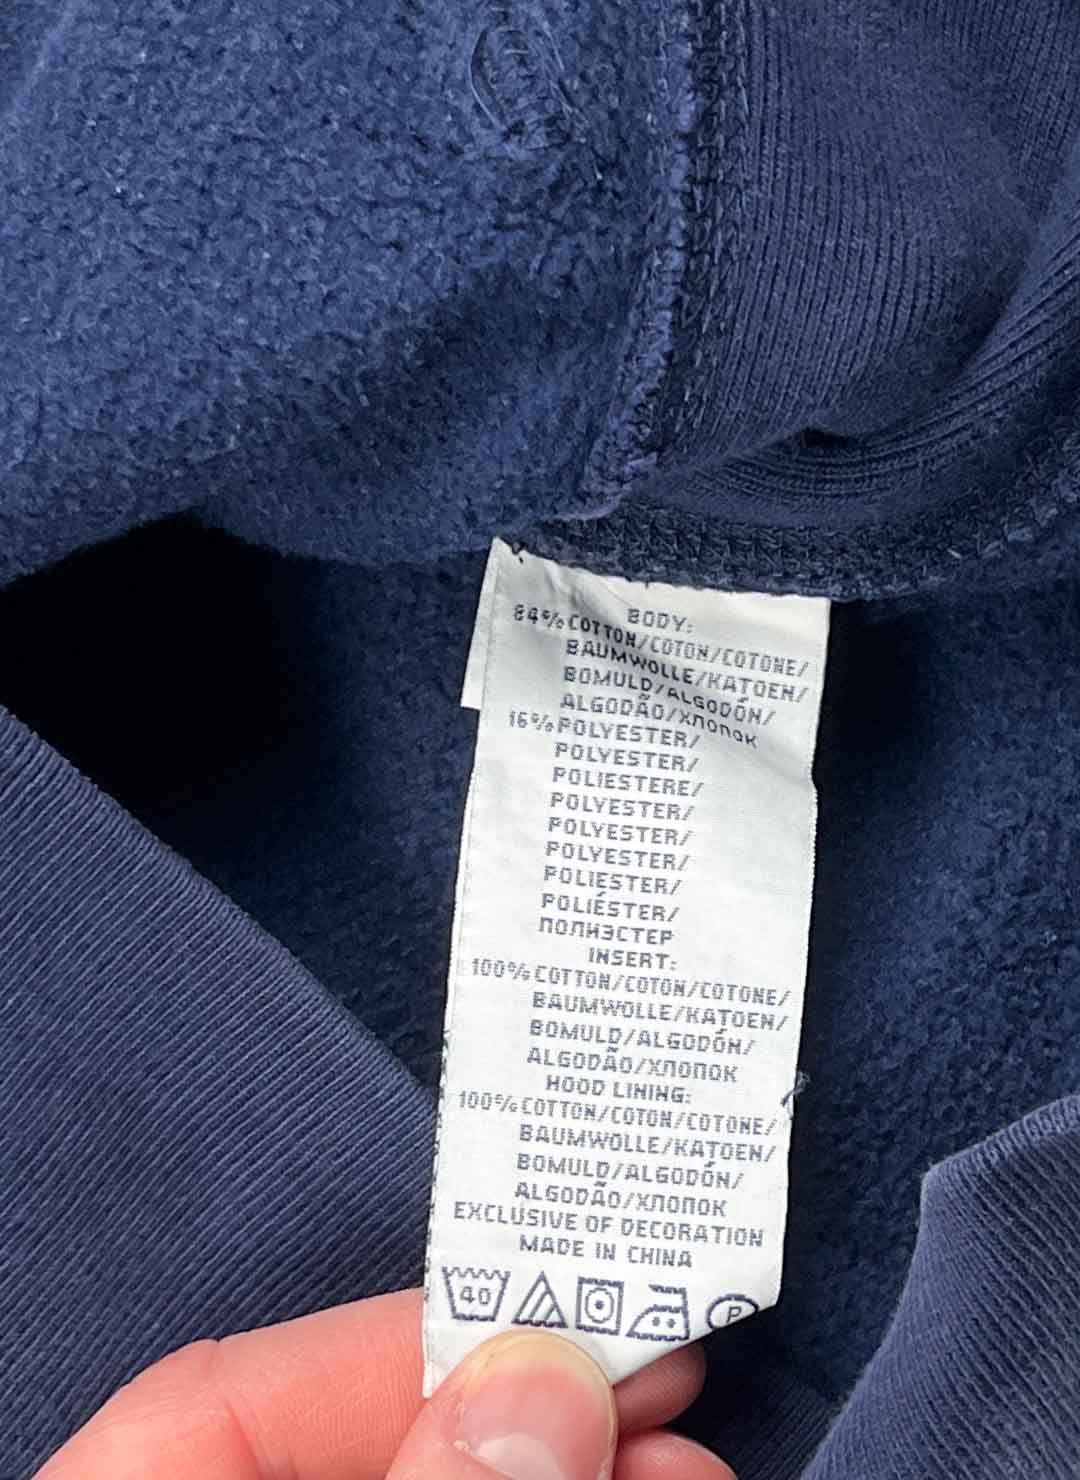 BODY:
84% COTTON/COTON/COTONE/
BAUMWOLLE/KATOEN/
BOMULD/ALGODÓN/
ALGODÃO/хлопок
16% POLYESTER/
POLYESTER/
POLIESTERE/
POLYESTER/
POLYESTER/
POLYESTER/
POLIESTER/
POLIÉSTER/
ПОЛИЭСТЕР
INSERT:
100% COTTON/COTON/COTONE/
BAUMWOLLE/KATOEN/
BOMULD/ALGODÓN/
ALGODÃO/ХЛОПОК
HOOD LINING:
100% COTTON/COTON/COTONE/
BAUMWOLLE/KATOEN/
BOMULD/ALGODÓN/
ALGODÃO/ХЛОПОК
EXCLUSIVE OF DECORATION
MADE IN CHINA
40 P